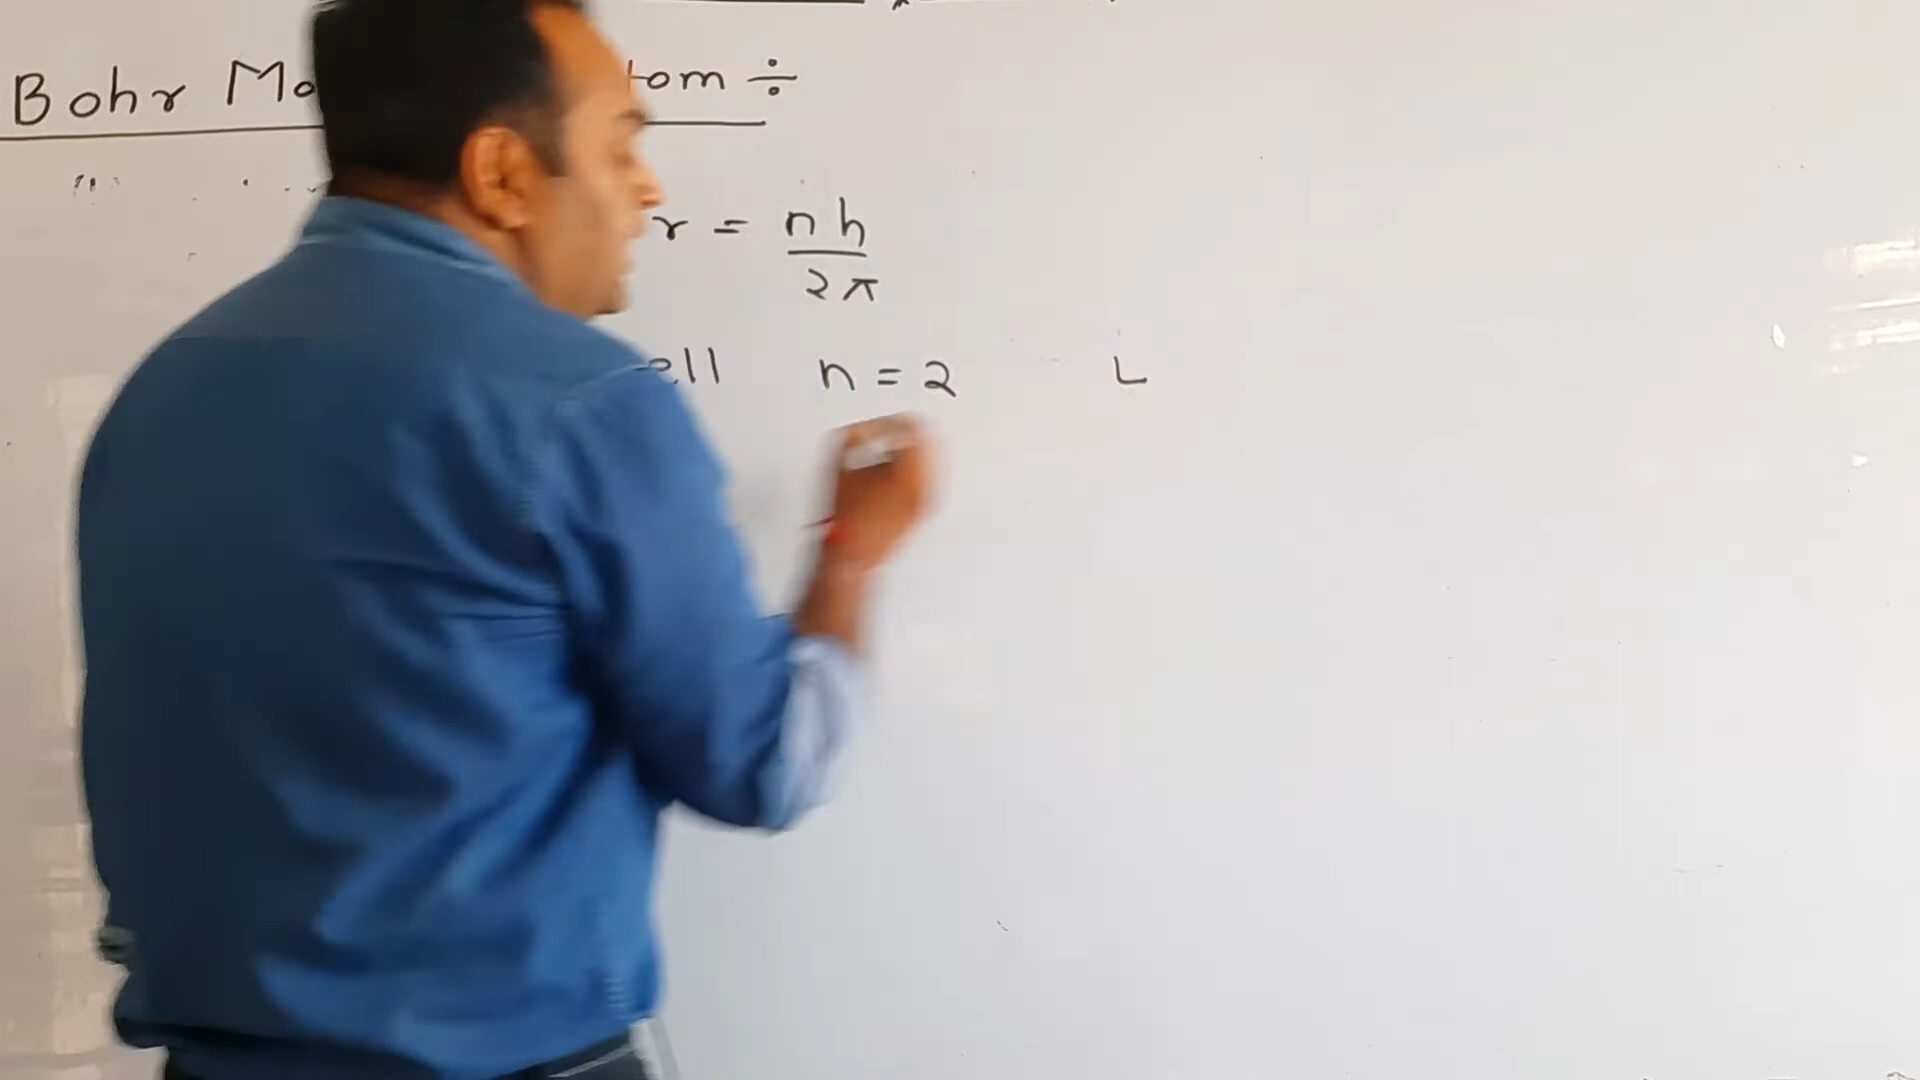 Bohr Mo tom ÷
r = nh / 2π
ell n = 2 L